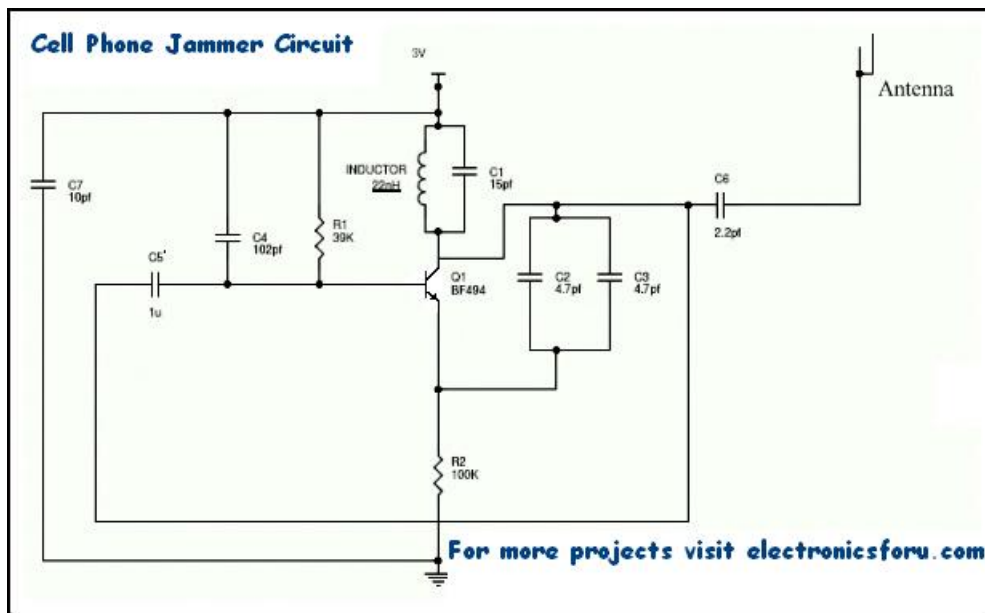 Cell Phone Jammer Circuit
3V
Antenna
INDUCTOR
22nH
C1
15pf
C7
10pf
R1
39K
C4
102pf
C6
2.2pf
C5'
1u
Q1
BF494
C2
4.7pf
C3
4.7pf
R2
100K
For more projects visit electronicsforu.com